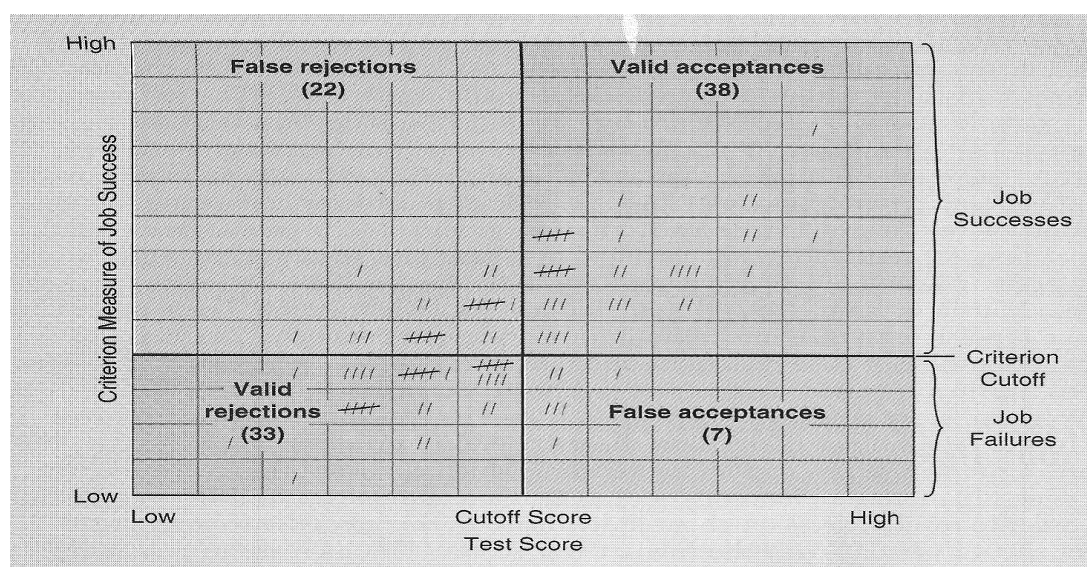 High
False rejections
(22)
Valid acceptances
(38)
Criterion Measure of Job Success
Job
Successes
Criterion
Cutoff
Valid
rejections
(33)
False acceptances
(7)
Job
Failures
Low
Low
Cutoff Score
High
Test Score